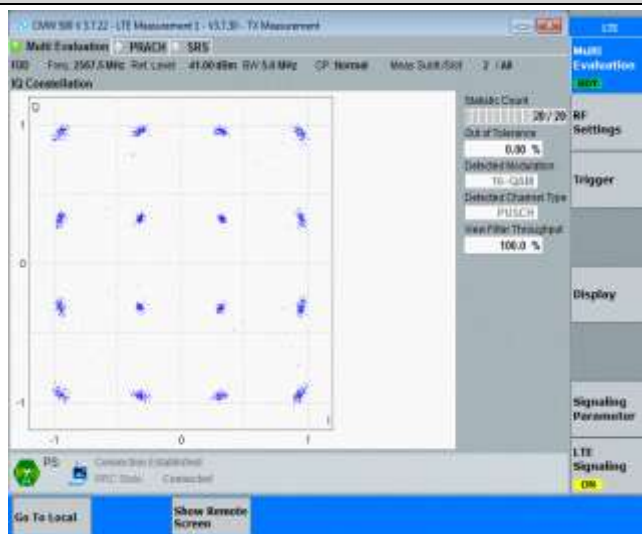 CMW 500 V 3.7.22 - LTE Measurement 1 - V3.7.30 - TX Measurement
LTE
Multi Evaluation PRACH SRS
Multi
Evaluation
RDY
FDD Freq: 2567.5 MHz Ref. Level: 41.00 dBm BW: 5.0 MHz CP: Normal Meas Subfr./Slot: 2 / All
IQ Constellation
Statistic Count
20 / 20
Out of Tolerance
0.00 %
Detected Modulation
16-QAM
Detected Channel Type
PUSCH
View Filter Throughput
100.0 %
RF
Settings
Trigger
Display
Signaling
Parameter
LTE
Signaling
ON
Q
1
0
-1
I
-1 0 1
PS:
Connection Established
RRC State: Connected
Go To Local
Show Remote
Screen